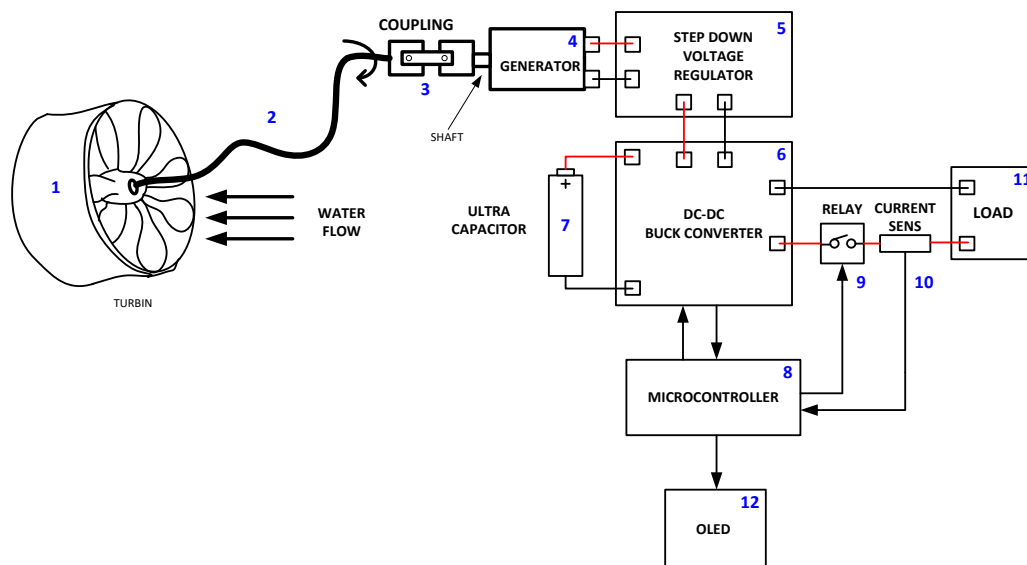 COUPLING
3
4
GENERATOR
SHAFT
5
STEP DOWN
VOLTAGE
REGULATOR
2
1
TURBIN
WATER
FLOW
ULTRA
CAPACITOR
+
7
6
DC-DC
BUCK CONVERTER
RELAY
9
CURRENT
SENS
10
11
LOAD
8
MICROCONTROLLER
12
OLED